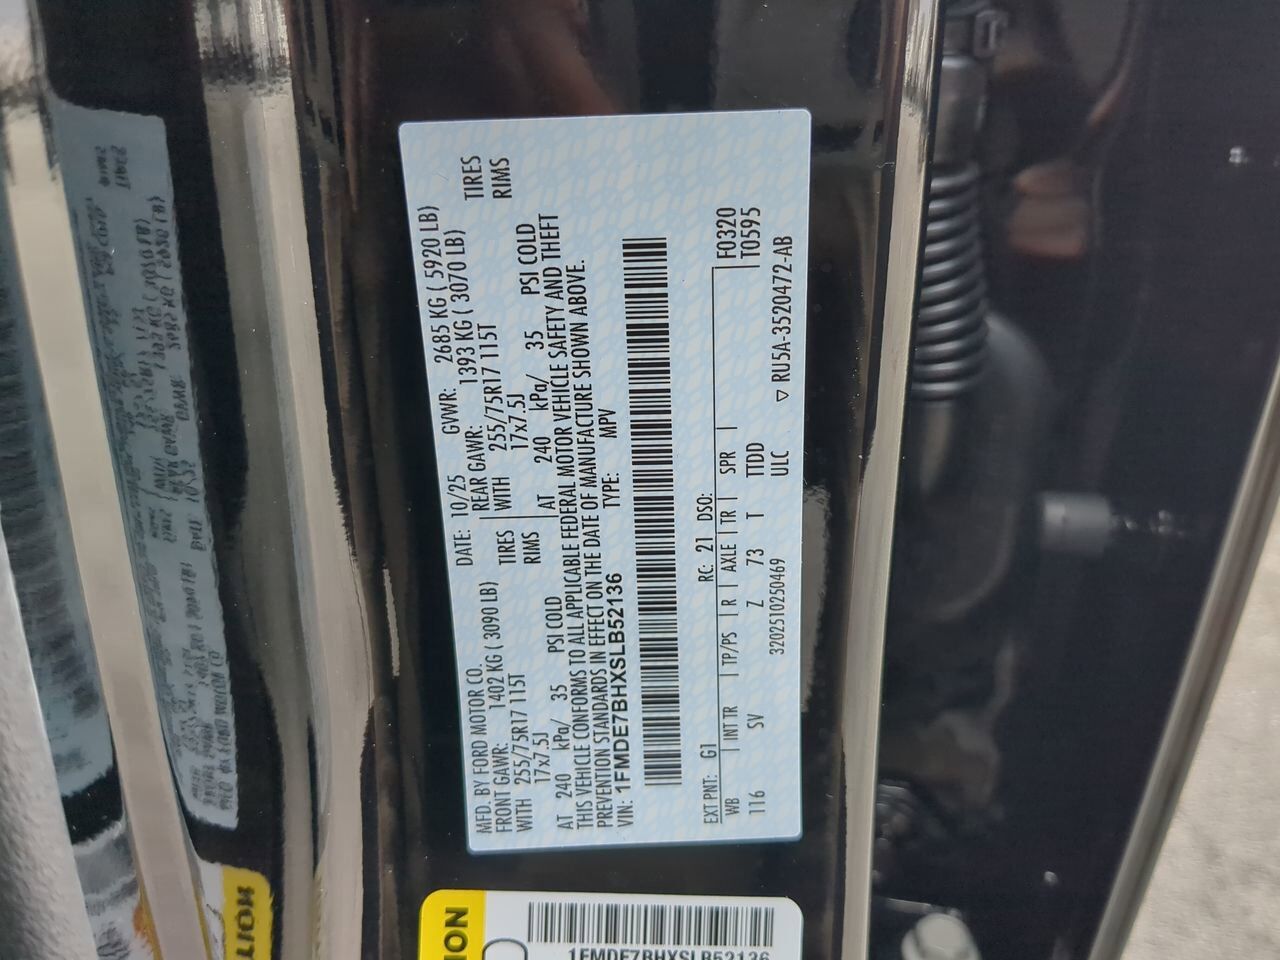 MFD. BY FORD MOTOR CO.
DATE: 10/25 GVWR: 2685 KG ( 5920 LB)
FRONT GAWR: 1402 KG ( 3090 LB) REAR GAWR: 1393 KG ( 3070 LB)
WITH 255/75R17 115T TIRES WITH 255/75R17 115T TIRES
17x7.5J RIMS 17x7.5J RIMS
AT 240 kPa/ 35 PSI COLD AT 240 kPa/ 35 PSI COLD
THIS VEHICLE CONFORMS TO ALL APPLICABLE FEDERAL MOTOR VEHICLE SAFETY AND THEFT
PREVENTION STANDARDS IN EFFECT ON THE DATE OF MANUFACTURE SHOWN ABOVE.
VIN: 1FMDE7BHXSLB52136 TYPE: MPV
F0320
T0595
EXT PNT: G1 RC: 21 DSO:
WB INT TR TP/PS R AXLE TR SPR
116 SV Z 73 T TTDD
3202510250469 ULC
▽ RU5A-3520472-AB
ION
1FMDE7BHXSLB52136